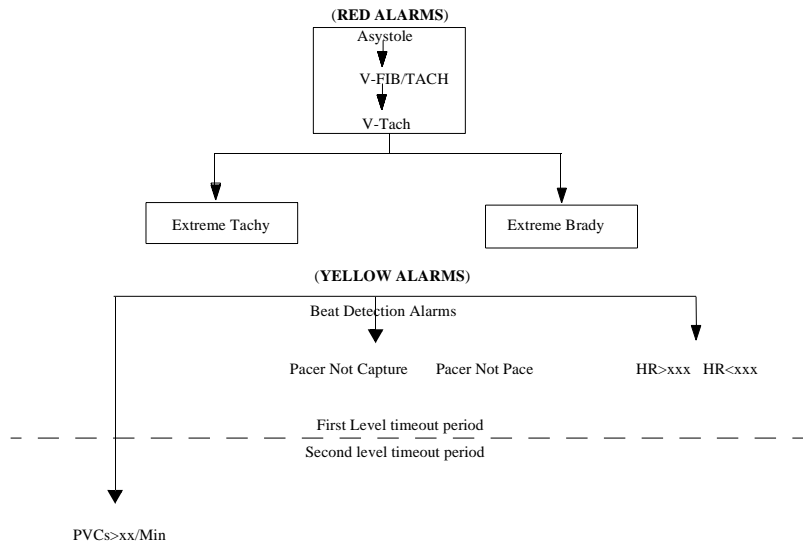 (RED ALARMS)
Asystole
V-FIB/TACH
V-Tach
Extreme Tachy
Extreme Brady
(YELLOW ALARMS)
Beat Detection Alarms
Pacer Not Capture Pacer Not Pace HR>xxx HR<xxx
First Level timeout period
Second level timeout period
PVCs>xx/Min